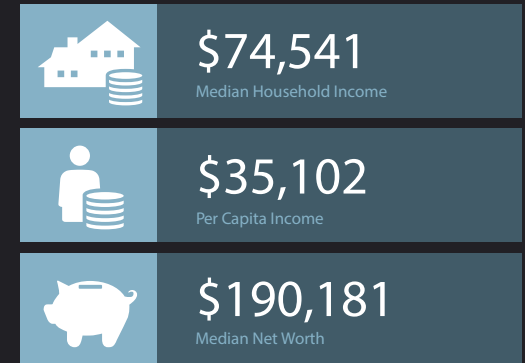 $74,541
Median Household Income
$35,102
Per Capita Income
$190,181
Median Net Worth